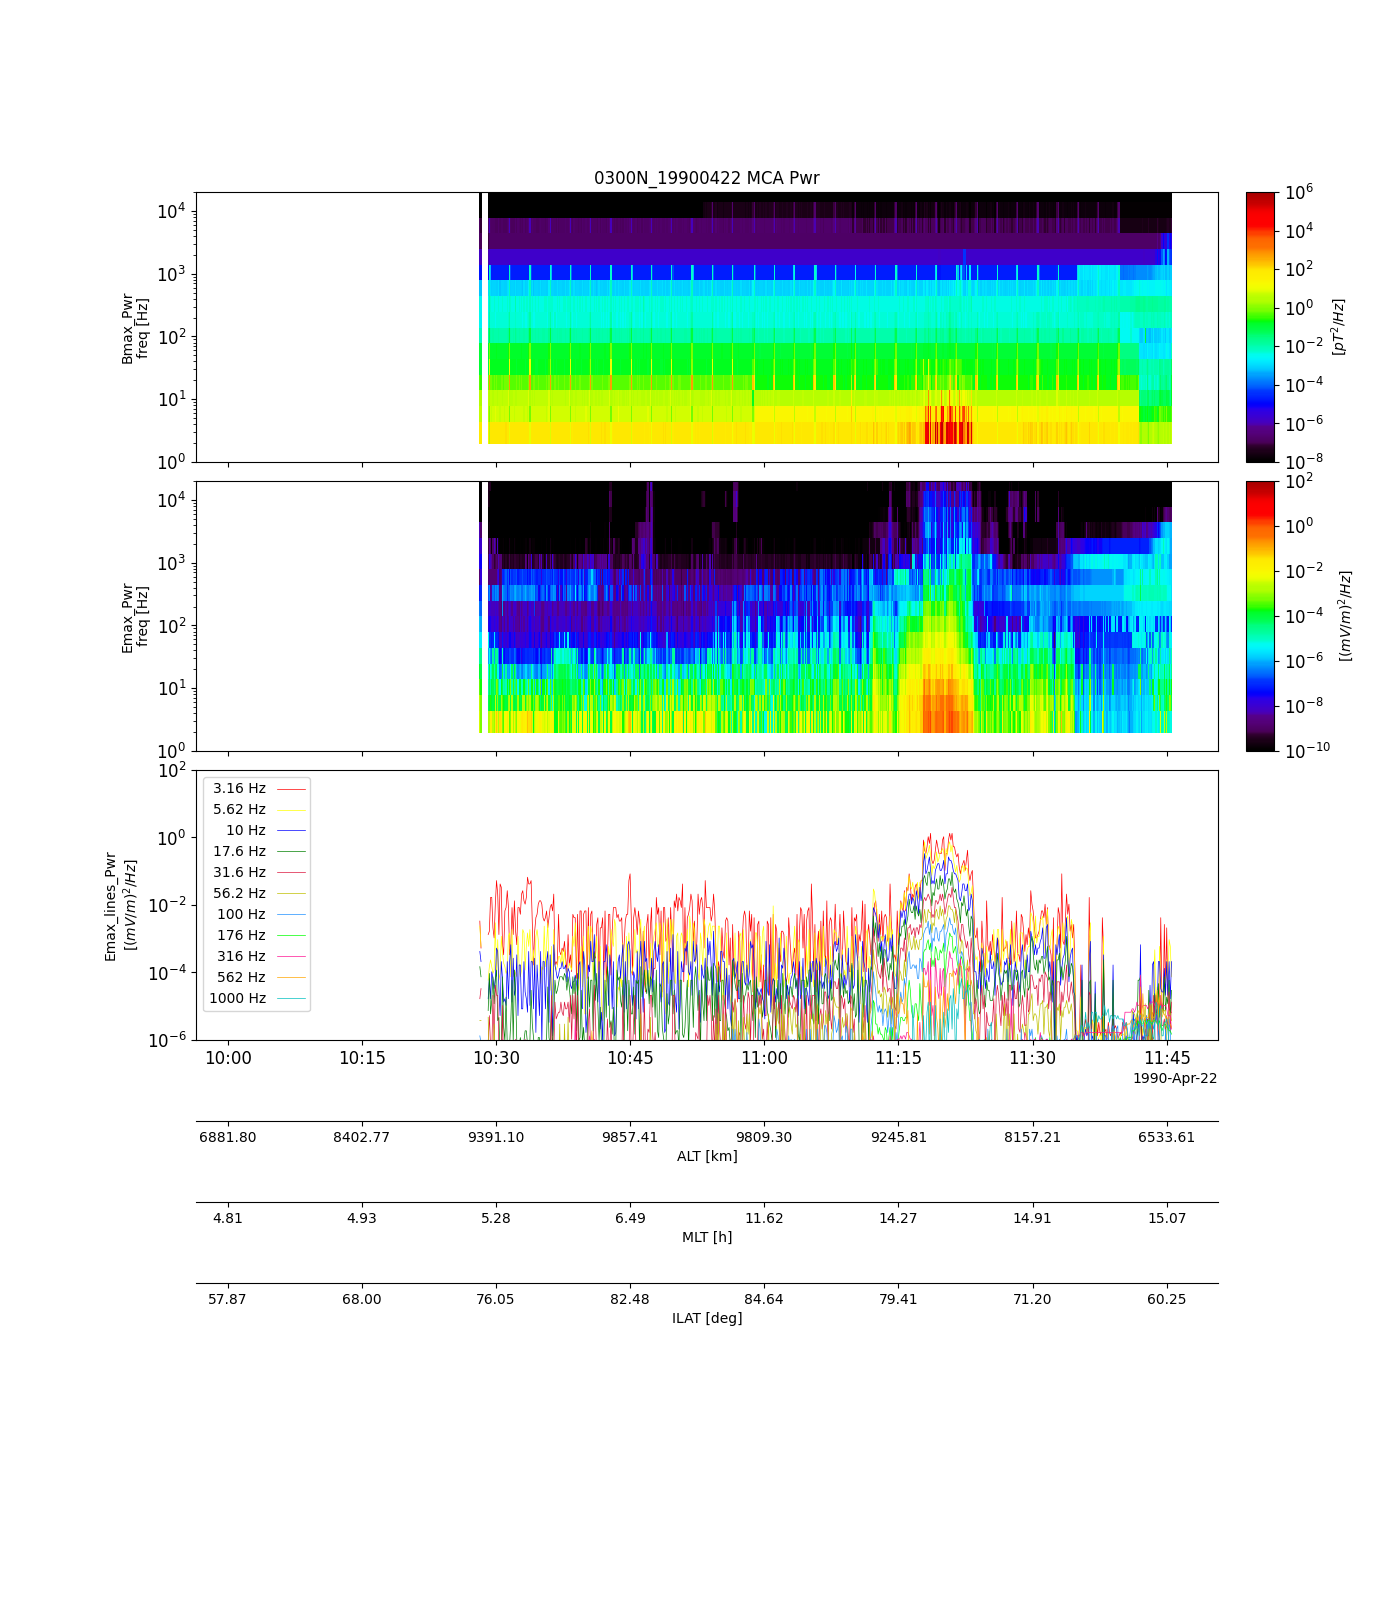 0300N_19900422 MCA Pwr
10^4
10^3
10^2
10^1
10^0
Bmax_Pwr
freq [Hz]
10^6
10^4
10^2
10^0
10^-2
10^-4
10^-6
10^-8
[pT^2/Hz]
10^4
10^3
10^2
10^1
10^0
Emax_Pwr
freq [Hz]
10^2
10^0
10^-2
10^-4
10^-6
10^-8
10^-10
[(mV/m)^2/Hz]
10^2
10^0
10^-2
10^-4
10^-6
Emax_lines_Pwr
[(mV/m)^2/Hz]
3.16 Hz
5.62 Hz
10 Hz
17.6 Hz
31.6 Hz
56.2 Hz
100 Hz
176 Hz
316 Hz
562 Hz
1000 Hz
10:00 10:15 10:30 10:45 11:00 11:15 11:30 11:45
1990-Apr-22
6881.80 8402.77 9391.10 9857.41 9809.30 9245.81 8157.21 6533.61
ALT [km]
4.81 4.93 5.28 6.49 11.62 14.27 14.91 15.07
MLT [h]
57.87 68.00 76.05 82.48 84.64 79.41 71.20 60.25
ILAT [deg]